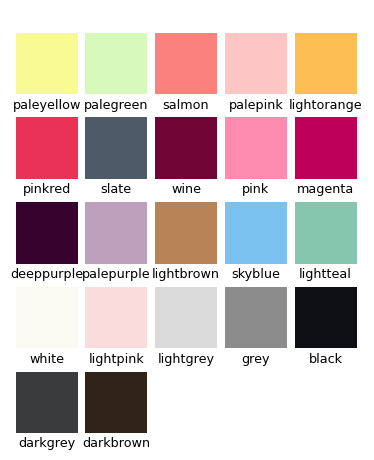 paleyellow palegreen salmon palepink lightorange
pinkred slate wine pink magenta
deeppurple palepurple lightbrown skyblue lightteal
white lightpink lightgrey grey black
darkgrey darkbrown